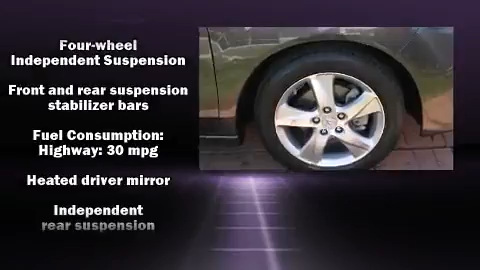 Four-wheel
Independent Suspension
Front and rear suspension
stabilizer bars
Fuel Consumption:
Highway: 30 mpg
Heated driver mirror
Independent
rear suspension